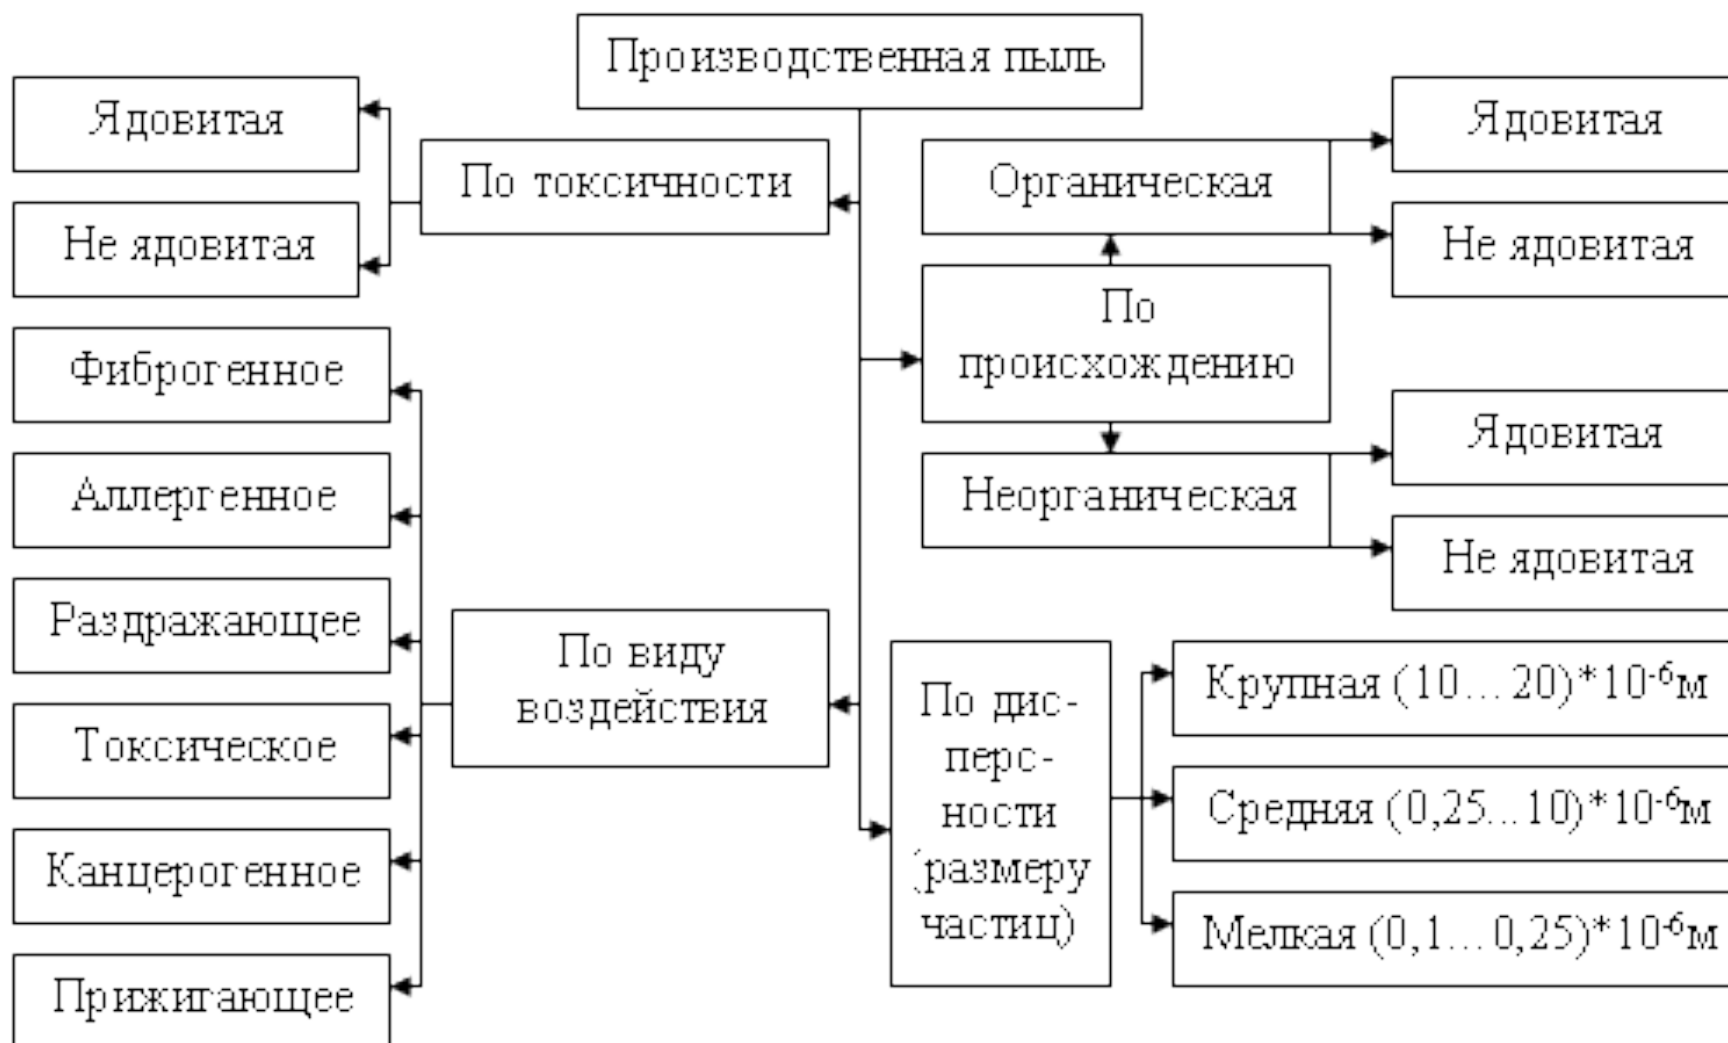 Производственная пыль
Ядовитая
Не ядовитая
По токсичности
Органическая
Ядовитая
Не ядовитая
По
происхождению
Неорганическая
Ядовитая
Не ядовитая
Фиброгенное
Аллергенное
Раздражающее
Токсическое
Канцерогенное
Прижигающее
По виду
воздействия
По дис-
перс-
ности
(размеру
частиц)
Крупная (10...20)*10⁻⁶м
Средняя (0,25...10)*10⁻⁶м
Мелкая (0,1...0,25)*10⁻⁶м